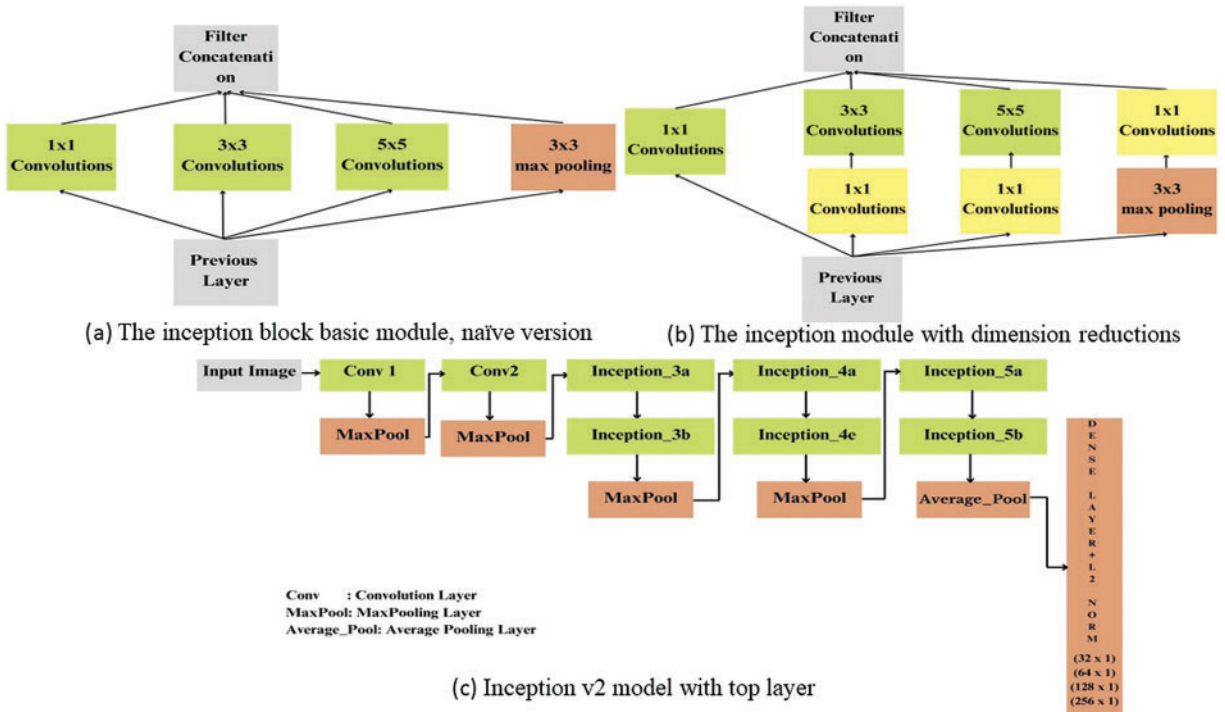 Filter
Concatenati
on
1x1
Convolutions
3x3
Convolutions
5x5
Convolutions
3x3
max pooling
Previous
Layer
(a) The inception block basic module, naïve version
Filter
Concatenati
on
1x1
Convolutions
3x3
Convolutions
5x5
Convolutions
1x1
Convolutions
1x1
Convolutions
1x1
Convolutions
3x3
max pooling
Previous
Layer
(b) The inception module with dimension reductions
Input Image
Conv 1
Conv2
Inception_3a
Inception_4a
Inception_5a
MaxPool
MaxPool
Inception_3b
Inception_4e
Inception_5b
MaxPool
MaxPool
Average_Pool
DENSE LAYER+L2 NORM
(32 x 1)
(64 x 1)
(128 x 1)
(256 x 1)
Conv : Convolution Layer
MaxPool: MaxPooling Layer
Average_Pool: Average Pooling Layer
(c) Inception v2 model with top layer